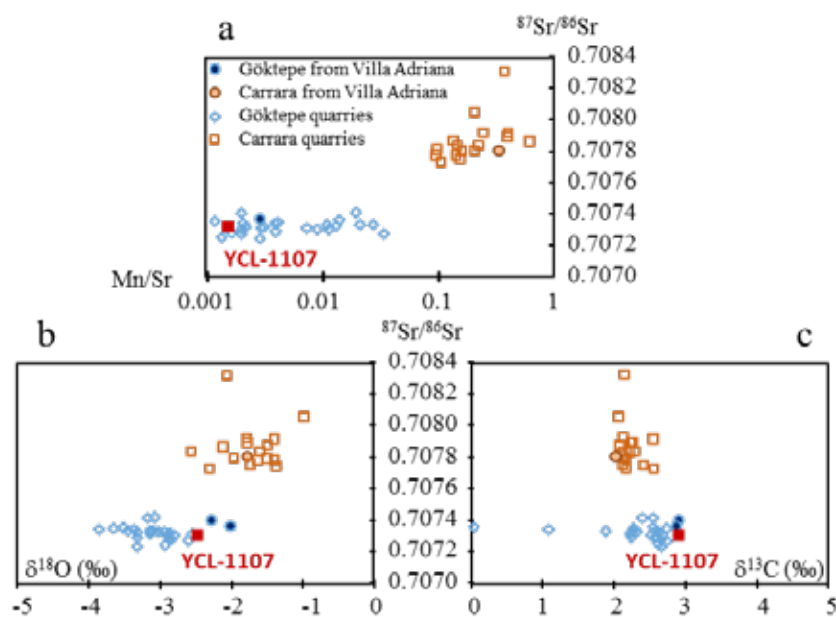 a
⁸⁷Sr/⁸⁶Sr
Göktepe from Villa Adriana
Carrara from Villa Adriana
Göktepe quarries
Carrara quarries
0.7084
0.7082
0.7080
0.7078
0.7076
0.7074
0.7072
0.7070
YCL-1107
Mn/Sr
0.001
0.01
0.1
1
b
⁸⁷Sr/⁸⁶Sr
c
0.7084
0.7082
0.7080
0.7078
0.7076
0.7074
0.7072
0.7070
YCL-1107
δ¹⁸O (‰)
-5
-4
-3
-2
-1
0
YCL-1107
δ¹³C (‰)
0
1
2
3
4
5